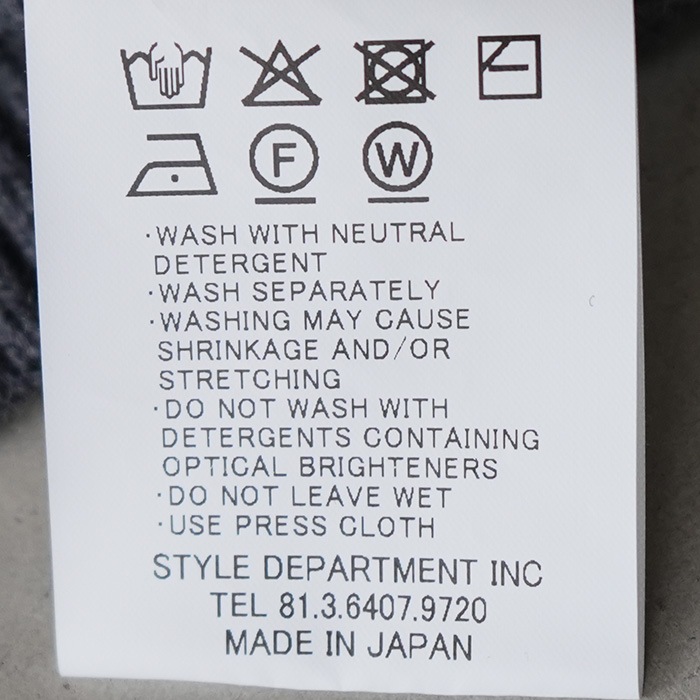 F W
·WASH WITH NEUTRAL
DETERGENT
·WASH SEPARATELY
·WASHING MAY CAUSE
SHRINKAGE AND/OR
STRETCHING
·DO NOT WASH WITH
DETERGENTS CONTAINING
OPTICAL BRIGHTENERS
·DO NOT LEAVE WET
·USE PRESS CLOTH
STYLE DEPARTMENT INC
TEL 81.3.6407.9720
MADE IN JAPAN